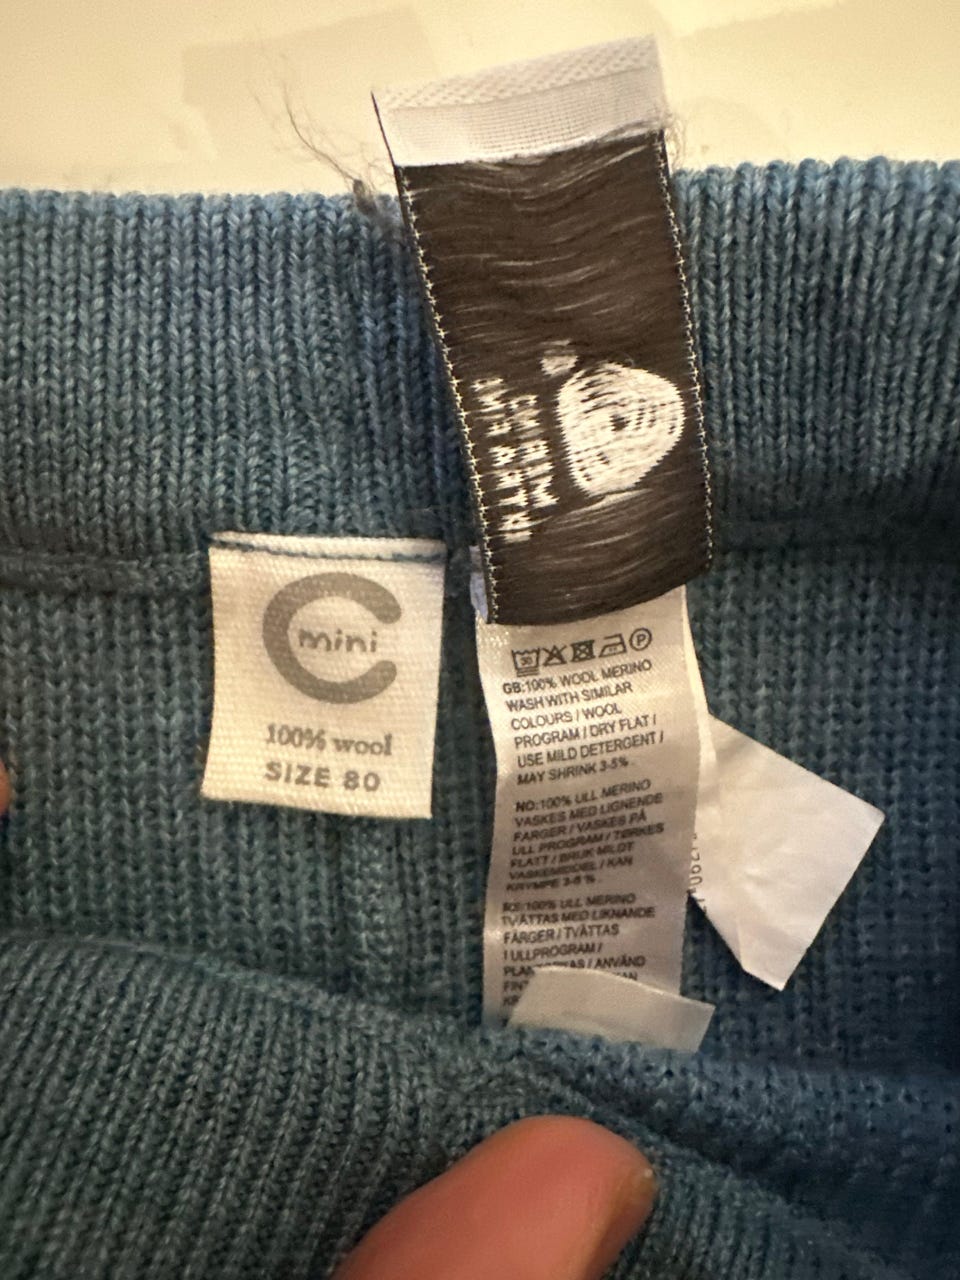 mini
100% wool
SIZE 80
30
P
GB:100% WOOL MERINO
WASH WITH SIMILAR
COLOURS / WOOL
PROGRAM / DRY FLAT /
USE MILD DETERGENT /
MAY SHRINK 3-5% .
NO:100% ULL MERINO
VASKES MED LIGNENDE
FARGER / VASKES PÅ
ULL PROGRAM / TØRKES
FLATT / BRUK MILDT
VASKEMIDDEL / KAN
KRYMPE 3-5 % .
:100% ULL MERINO
TVÄTTAS MED LIKNANDE
FÄRGER / TVÄTTAS
I ULLPROGRAM /
/ ANVÄND